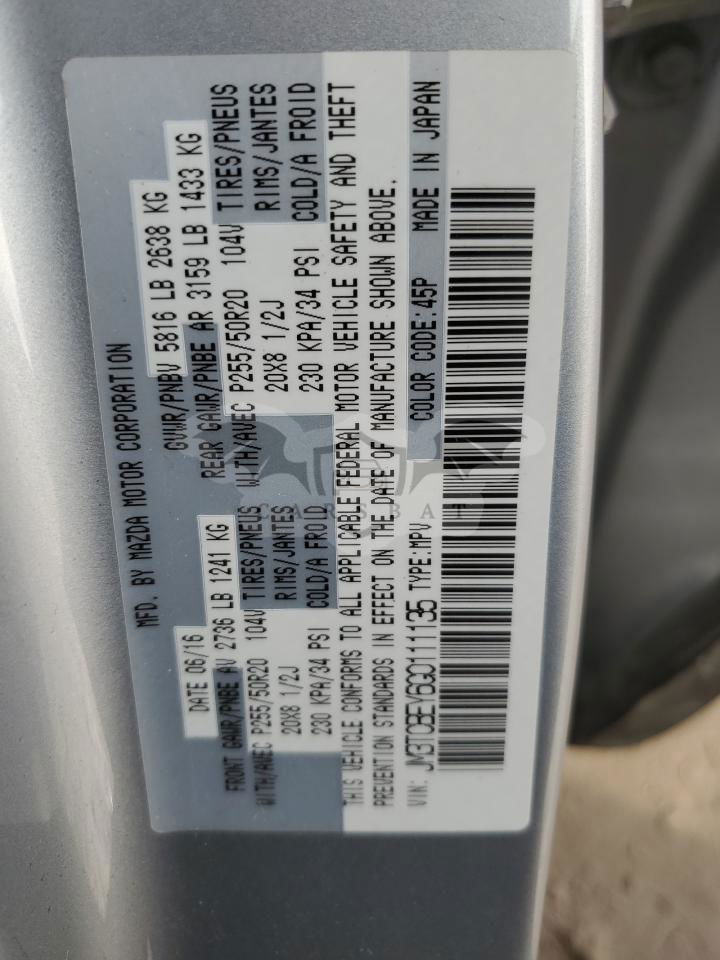 MFD. BY MAZDA MOTOR CORPORATION
DATE 06/16 GVWR/PNBV 5816 LB 2638 KG
FRONT GAWR/PNBE AV 2736 LB 1241 KG REAR GAWR/PNBE AR 3159 LB 1433 KG
WITH/AVEC P255/50R20 104V TIRES/PNEUS WITH/AVEC P255/50R20 104V TIRES/PNEUS
20X8 1/2J RIMS/JANTES 20X8 1/2J RIMS/JANTES
230 KPA/34 PSI COLD/A FROID 230 KPA/34 PSI COLD/A FROID
THIS VEHICLE CONFORMS TO ALL APPLICABLE FEDERAL MOTOR VEHICLE SAFETY AND THEFT
PREVENTION STANDARDS IN EFFECT ON THE DATE OF MANUFACTURE SHOWN ABOVE.
VIN: JM3TC3EY6G0111135 TYPE:MPV COLOR CODE:45P MADE IN JAPAN
CARSBAT